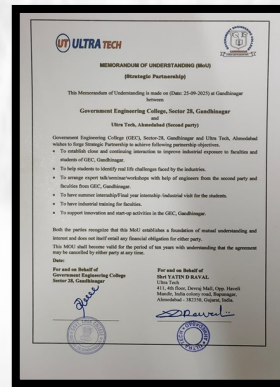 UT ULTRA TECH
MEMORANDUM OF UNDERSTANDING (MoU)
(Strategic Partnership)
This Memorandum of Understanding is made on (Date: 25-09-2025) at Gandhinagar
between
Government Engineering College, Sector 28, Gandhinagar
and
Ultra Tech, Ahmedabad (Second party)
Government Engineering College (GEC), Sector-28, Gandhinagar and Ultra Tech, Ahmedabad
wishes to forge Strategic Partnership to achieve following partnership objectives.
• To establish close and continuing interaction to improve industrial exposure to faculties and
students of GEC, Gandhinagar.
• To help students to identify real life challenges faced by the industries.
• To arrange expert talk/seminar/workshops with help of engineers from the second party and
faculties from GEC, Gandhinagar.
• To have summer internship/Final year internship /Industrial visit for the students.
• To have industrial training for faculties.
• To support innovation and start-up activities in the GEC, Gandhinagar.
Both the parties recognize that this MoU establishes a foundation of mutual understanding and
interest and does not itself entail any financial obligation for either party.
This MOU shall become valid for the period of ten years with understanding that the agreement
may be cancelled by either party at any time.
Date:
For and on Behalf of
Government Engineering College
Sector 28, Gandhinagar
For and on Behalf of
Shri YATIN D RAVAL
Ultra Tech
411, 4th floor, Devraj Mall, Opp. Haveli
Mandir, India colony road, Bapunagar,
Ahmedabad - 382350, Gujarat, India.